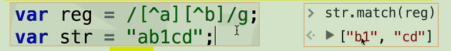 var reg = /[^a][^b]/g;
var str = "ab1cd";
> str.match(reg)
< ▶ ["b1", "cd"]